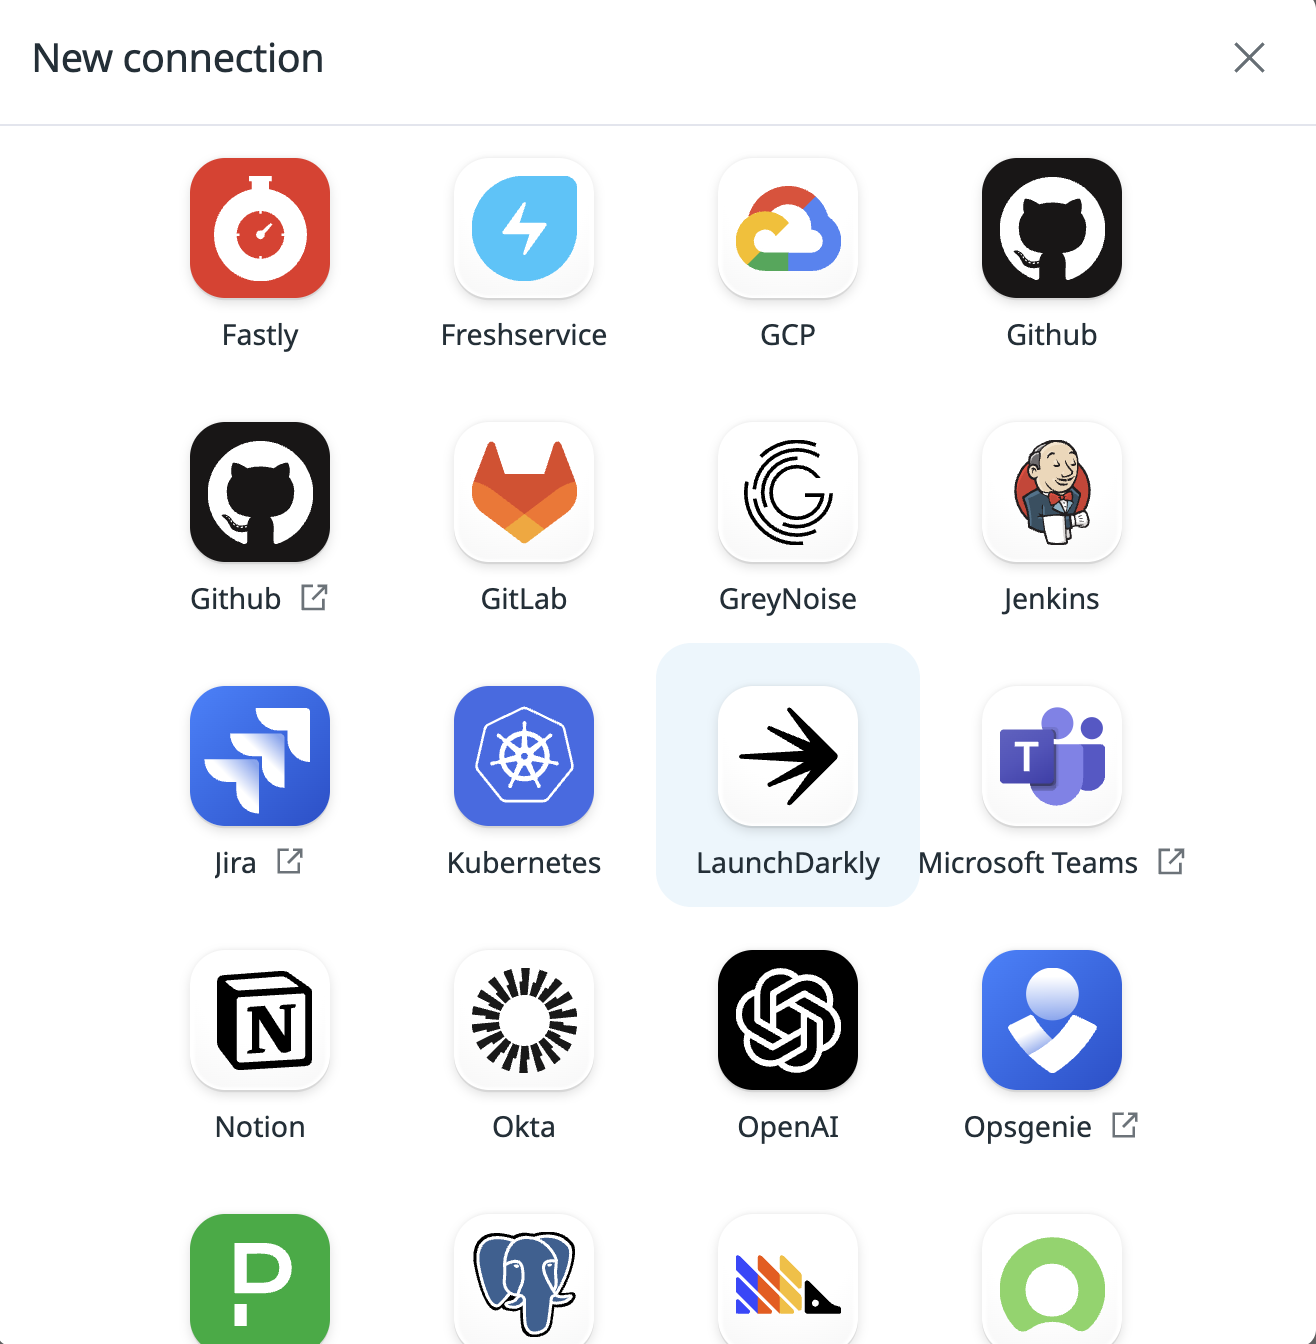 New connection
Fastly
Freshservice
GCP
Github
Github
GitLab
GreyNoise
Jenkins
Jira
Kubernetes
LaunchDarkly
T
Microsoft Teams
N
Notion
Okta
OpenAI
Opsgenie
P